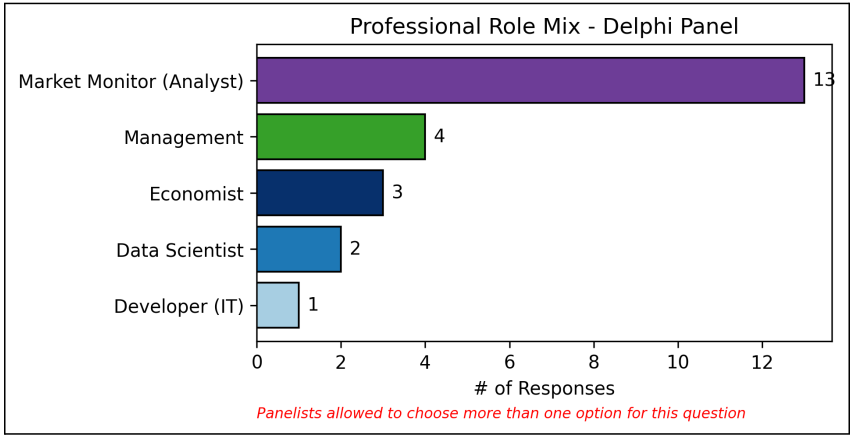 Professional Role Mix - Delphi Panel
Market Monitor (Analyst) 13
Management 4
Economist 3
Data Scientist 2
Developer (IT) 1
0 2 4 6 8 10 12
# of Responses
Panelists allowed to choose more than one option for this question